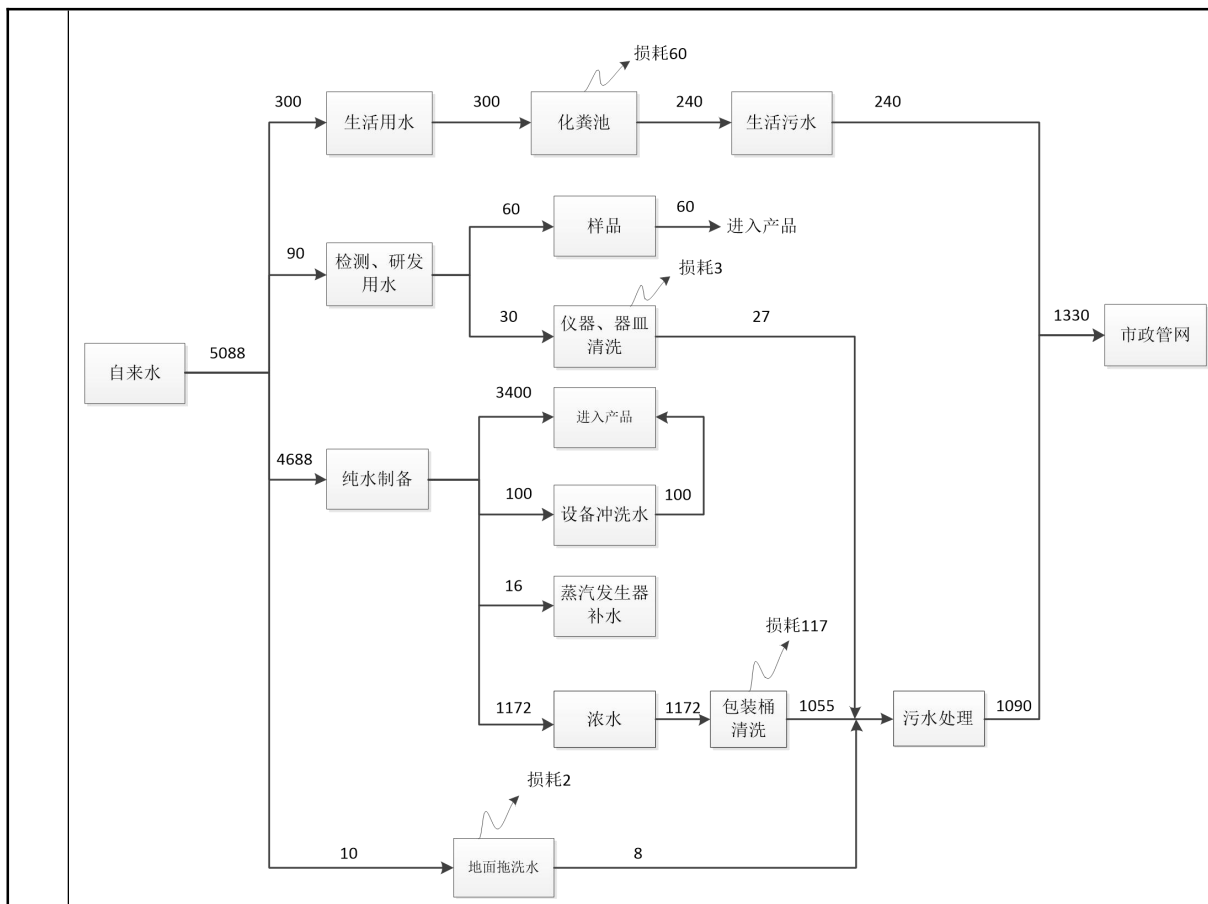 损耗60
300
生活用水
300
化粪池
240
生活污水
240
60
样品
60
进入产品
90
检测、研发
用水
损耗3
30
仪器、器皿
清洗
27
1330
市政管网
自来水
5088
3400
进入产品
4688
纯水制备
100
设备冲洗水
100
16
蒸汽发生器
补水
损耗117
1172
浓水
1172
包装桶
清洗
1055
污水处理
1090
损耗2
10
地面拖洗水
8